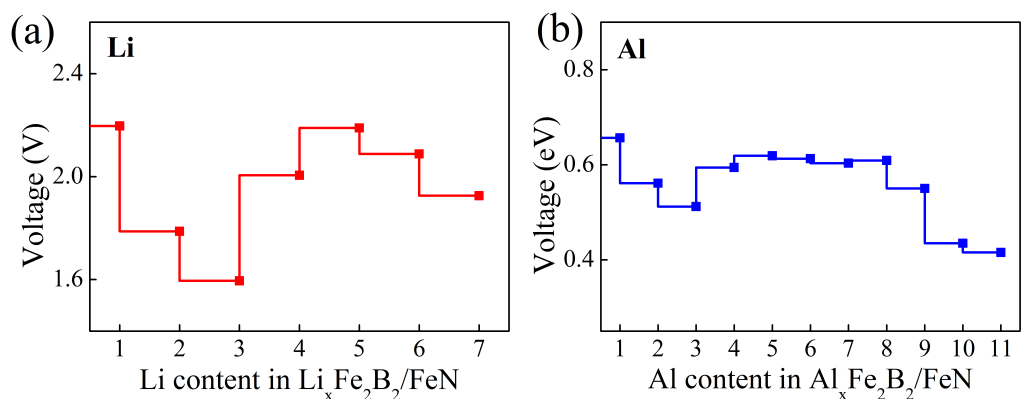 (a)
Li
2.4
2.0
1.6
Voltage (V)
1 2 3 4 5 6 7
Li content in LiₓFe₂B₂/FeN
(b)
Al
0.8
0.6
0.4
Voltage (eV)
1 2 3 4 5 6 7 8 9 10 11
Al content in AlₓFe₂B₂/FeN